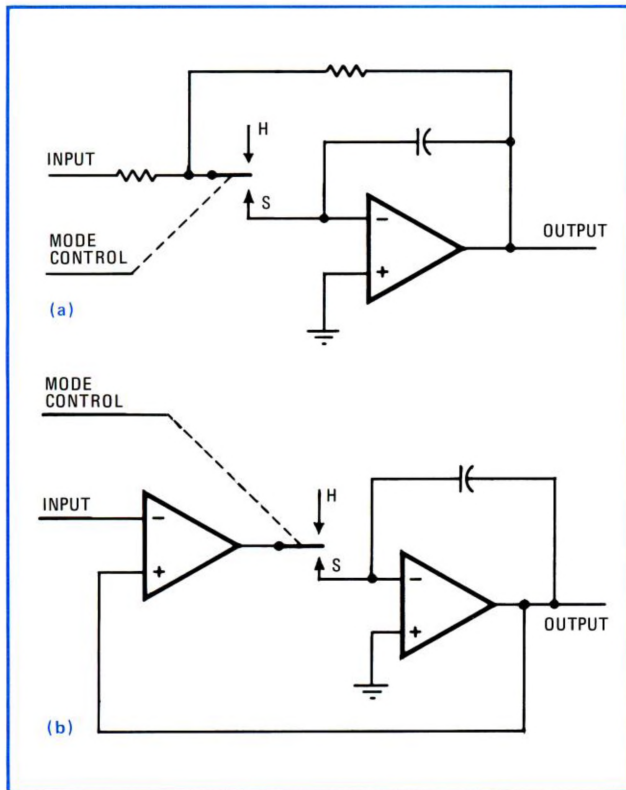 H
INPUT
S
MODE
CONTROL
−
+
OUTPUT
(a)
MODE
CONTROL
H
INPUT
−
+
S
−
+
OUTPUT
(b)